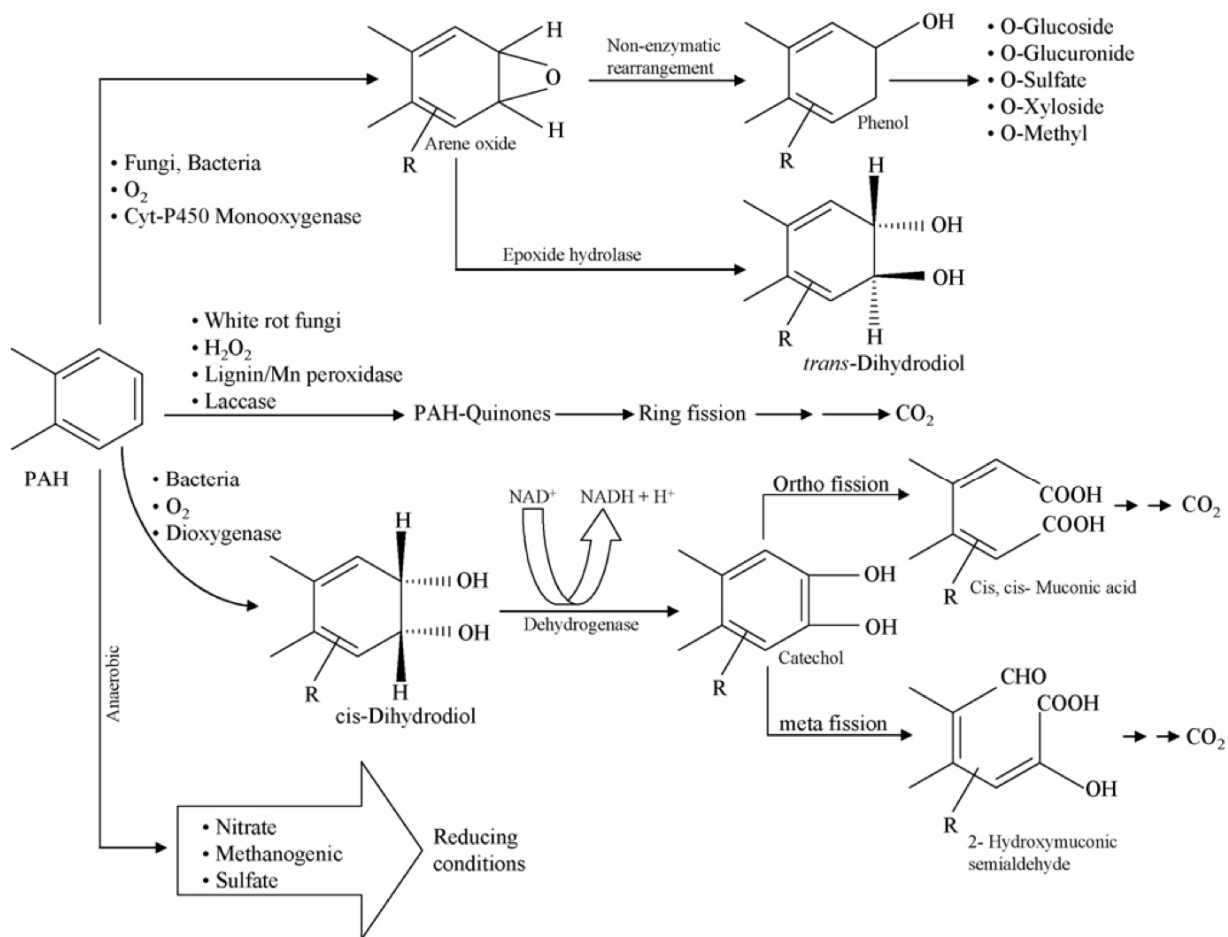 H
O
H
R
Arene oxide
Non-enzymatic
rearrangement
OH
Phenol
R
• O-Glucoside
• O-Glucuronide
• O-Sulfate
• O-Xyloside
• O-Methyl
• Fungi, Bacteria
• O₂
• Cyt-P450 Monooxygenase
Epoxide hydrolase
H
OH
OH
H
R
trans-Dihydrodiol
• White rot fungi
• H₂O₂
• Lignin/Mn peroxidase
• Laccase
PAH-Quinones
Ring fission
CO₂
PAH
• Bacteria
• O₂
• Dioxygenase
H
OH
OH
H
R
cis-Dihydrodiol
NAD⁺
NADH + H⁺
Dehydrogenase
OH
OH
Catechol
R
Ortho fission
COOH
COOH
R
Cis, cis- Muconic acid
CO₂
meta fission
CHO
COOH
OH
R
2- Hydroxymuconic
semialdehyde
CO₂
Anaerobic
• Nitrate
• Methanogenic
• Sulfate
Reducing
conditions